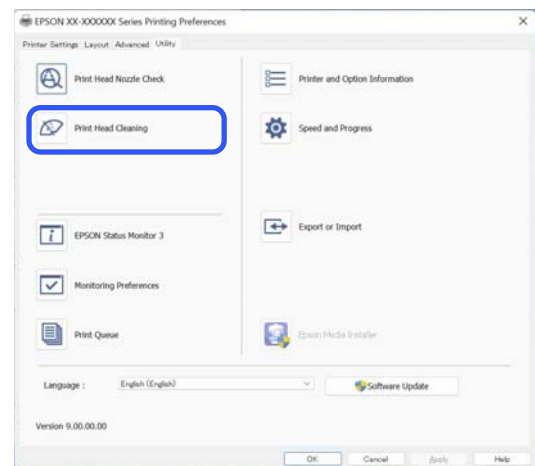 EPSON XX-XXXXXX Series Printing Preferences
Printer Settings Layout Advanced Utility
Print Head Nozzle Check
Printer and Option Information
Print Head Cleaning
Speed and Progress
EPSON Status Monitor 3
Export or Import
Monitoring Preferences
Print Queue
Epson Media Installer
Language : English (English)
Software Update
Version 9.00.00.00
OK Cancel Apply Help